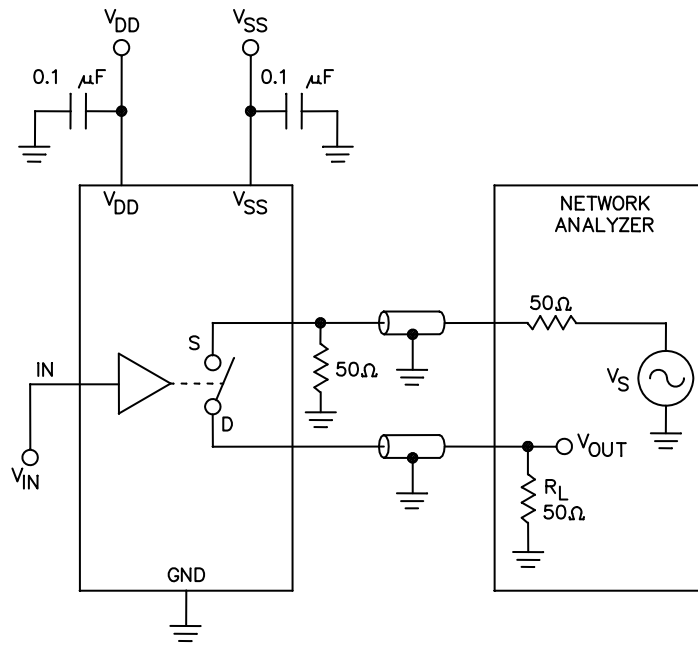 VDD
VSS
0.1 µF
0.1 µF
VDD
VSS
NETWORK
ANALYZER
50Ω
S
50Ω
IN
VS
D
VOUT
VIN
RL
50Ω
GND